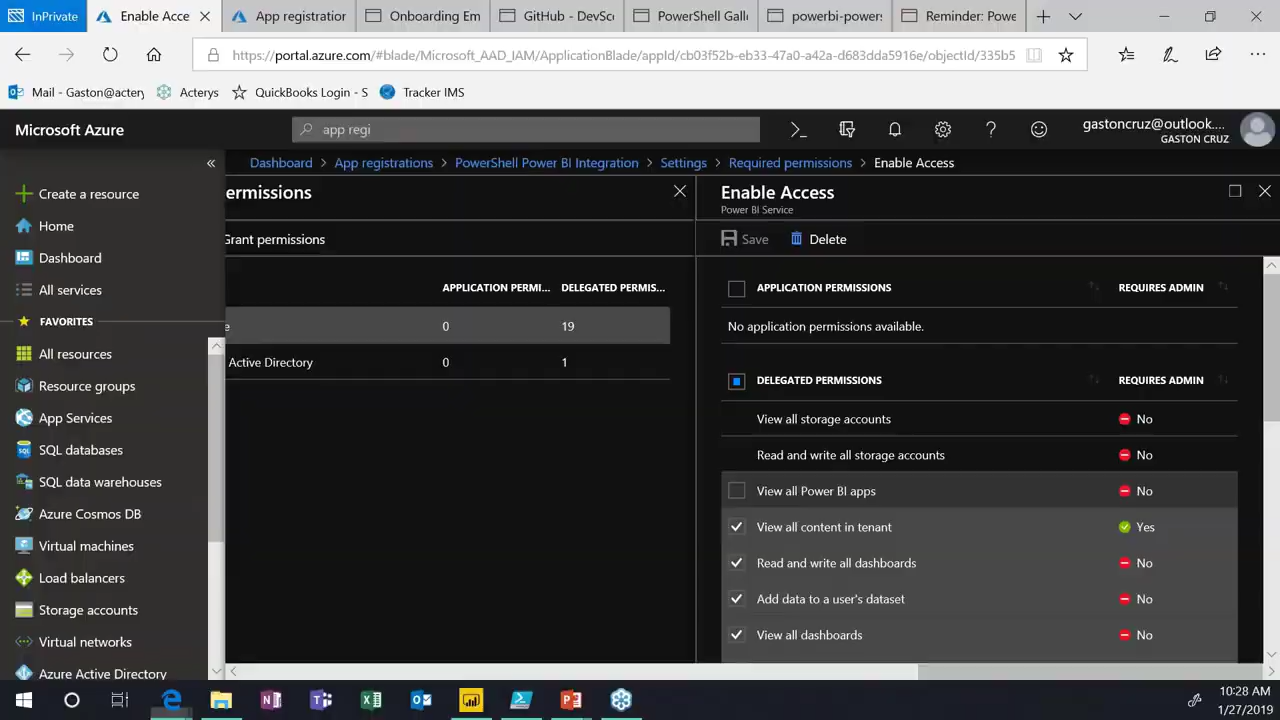 InPrivate
Enable Acce
App registration
Onboarding Em
GitHub - DevSc
PowerShell Galle
powerbi-powers
Reminder: Powe
https://portal.azure.com/#blade/Microsoft_AAD_IAM/ApplicationBlade/appId/cb03f52b-eb33-47a0-a42a-d683dda5916e/objectId/335b5
Mail - Gaston@actery
Acterys
QuickBooks Login - S
Tracker IMS
Microsoft Azure
app regi
gastoncruz@outlook....
GASTON CRUZ
Dashboard
App registrations
PowerShell Power BI Integration
Settings
Required permissions
Enable Access
Create a resource
Home
Dashboard
All services
FAVORITES
All resources
Resource groups
App Services
SQL databases
SQL data warehouses
Azure Cosmos DB
Virtual machines
Load balancers
Storage accounts
Virtual networks
Azure Active Directory
ermissions
Grant permissions
APPLICATION PERMI... DELEGATED PERMIS...
e 0 19
Active Directory 0 1
Enable Access
Power BI Service
Save Delete
APPLICATION PERMISSIONS REQUIRES ADMIN
No application permissions available.
DELEGATED PERMISSIONS REQUIRES ADMIN
View all storage accounts No
Read and write all storage accounts No
View all Power BI apps No
View all content in tenant Yes
Read and write all dashboards No
Add data to a user's dataset No
View all dashboards No
10:28 AM
1/27/2019